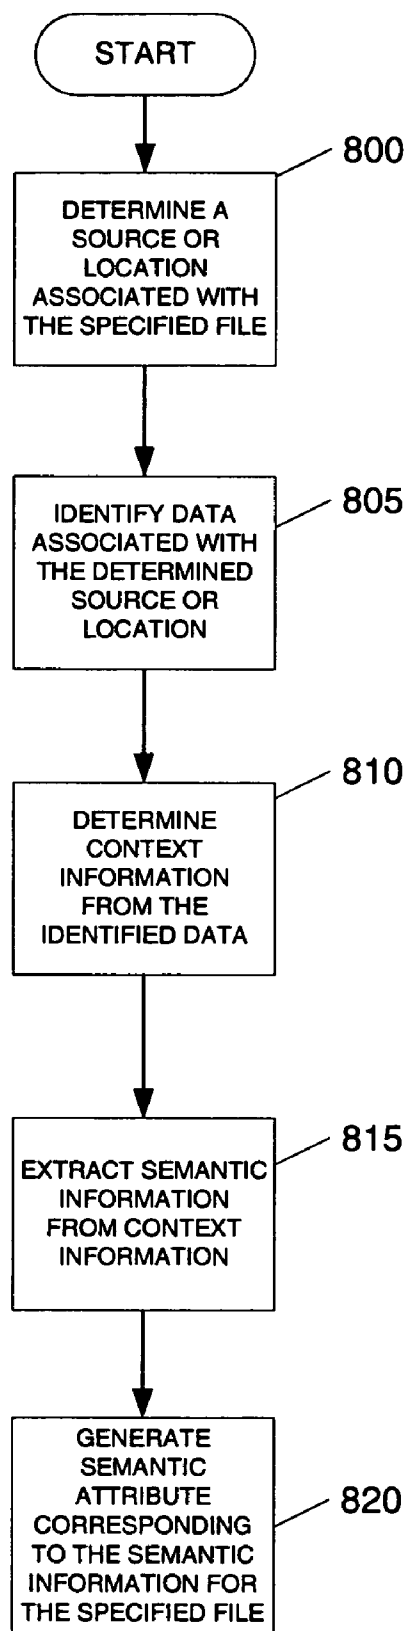 START
800
DETERMINE A
SOURCE OR
LOCATION
ASSOCIATED WITH
THE SPECIFIED FILE
805
IDENTIFY DATA
ASSOCIATED WITH
THE DETERMINED
SOURCE OR
LOCATION
810
DETERMINE
CONTEXT
INFORMATION
FROM THE
IDENTIFIED DATA
815
EXTRACT SEMANTIC
INFORMATION
FROM CONTEXT
INFORMATION
820
GENERATE
SEMANTIC
ATTRIBUTE
CORRESPONDING
TO THE SEMANTIC
INFORMATION FOR
THE SPECIFIED FILE